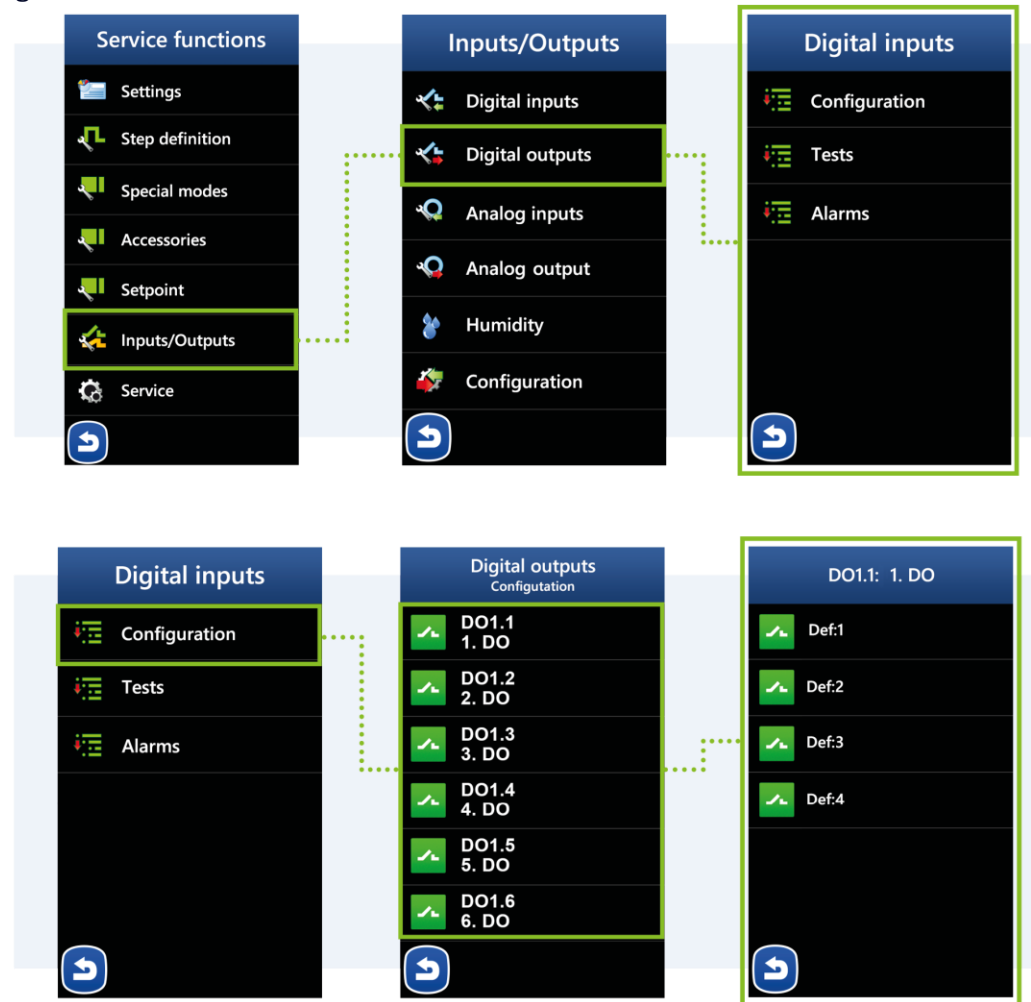 Service functions
Settings
Step definition
Special modes
Accessories
Setpoint
Inputs/Outputs
Service
Inputs/Outputs
Digital inputs
Digital outputs
Analog inputs
Analog output
Humidity
Configuration
Digital inputs
Configuration
Tests
Alarms
Digital inputs
Configuration
Tests
Alarms
Digital outputs
Configutation
DO1.1
1. DO
DO1.2
2. DO
DO1.3
3. DO
DO1.4
4. DO
DO1.5
5. DO
DO1.6
6. DO
DO1.1: 1. DO
Def:1
Def:2
Def:3
Def:4